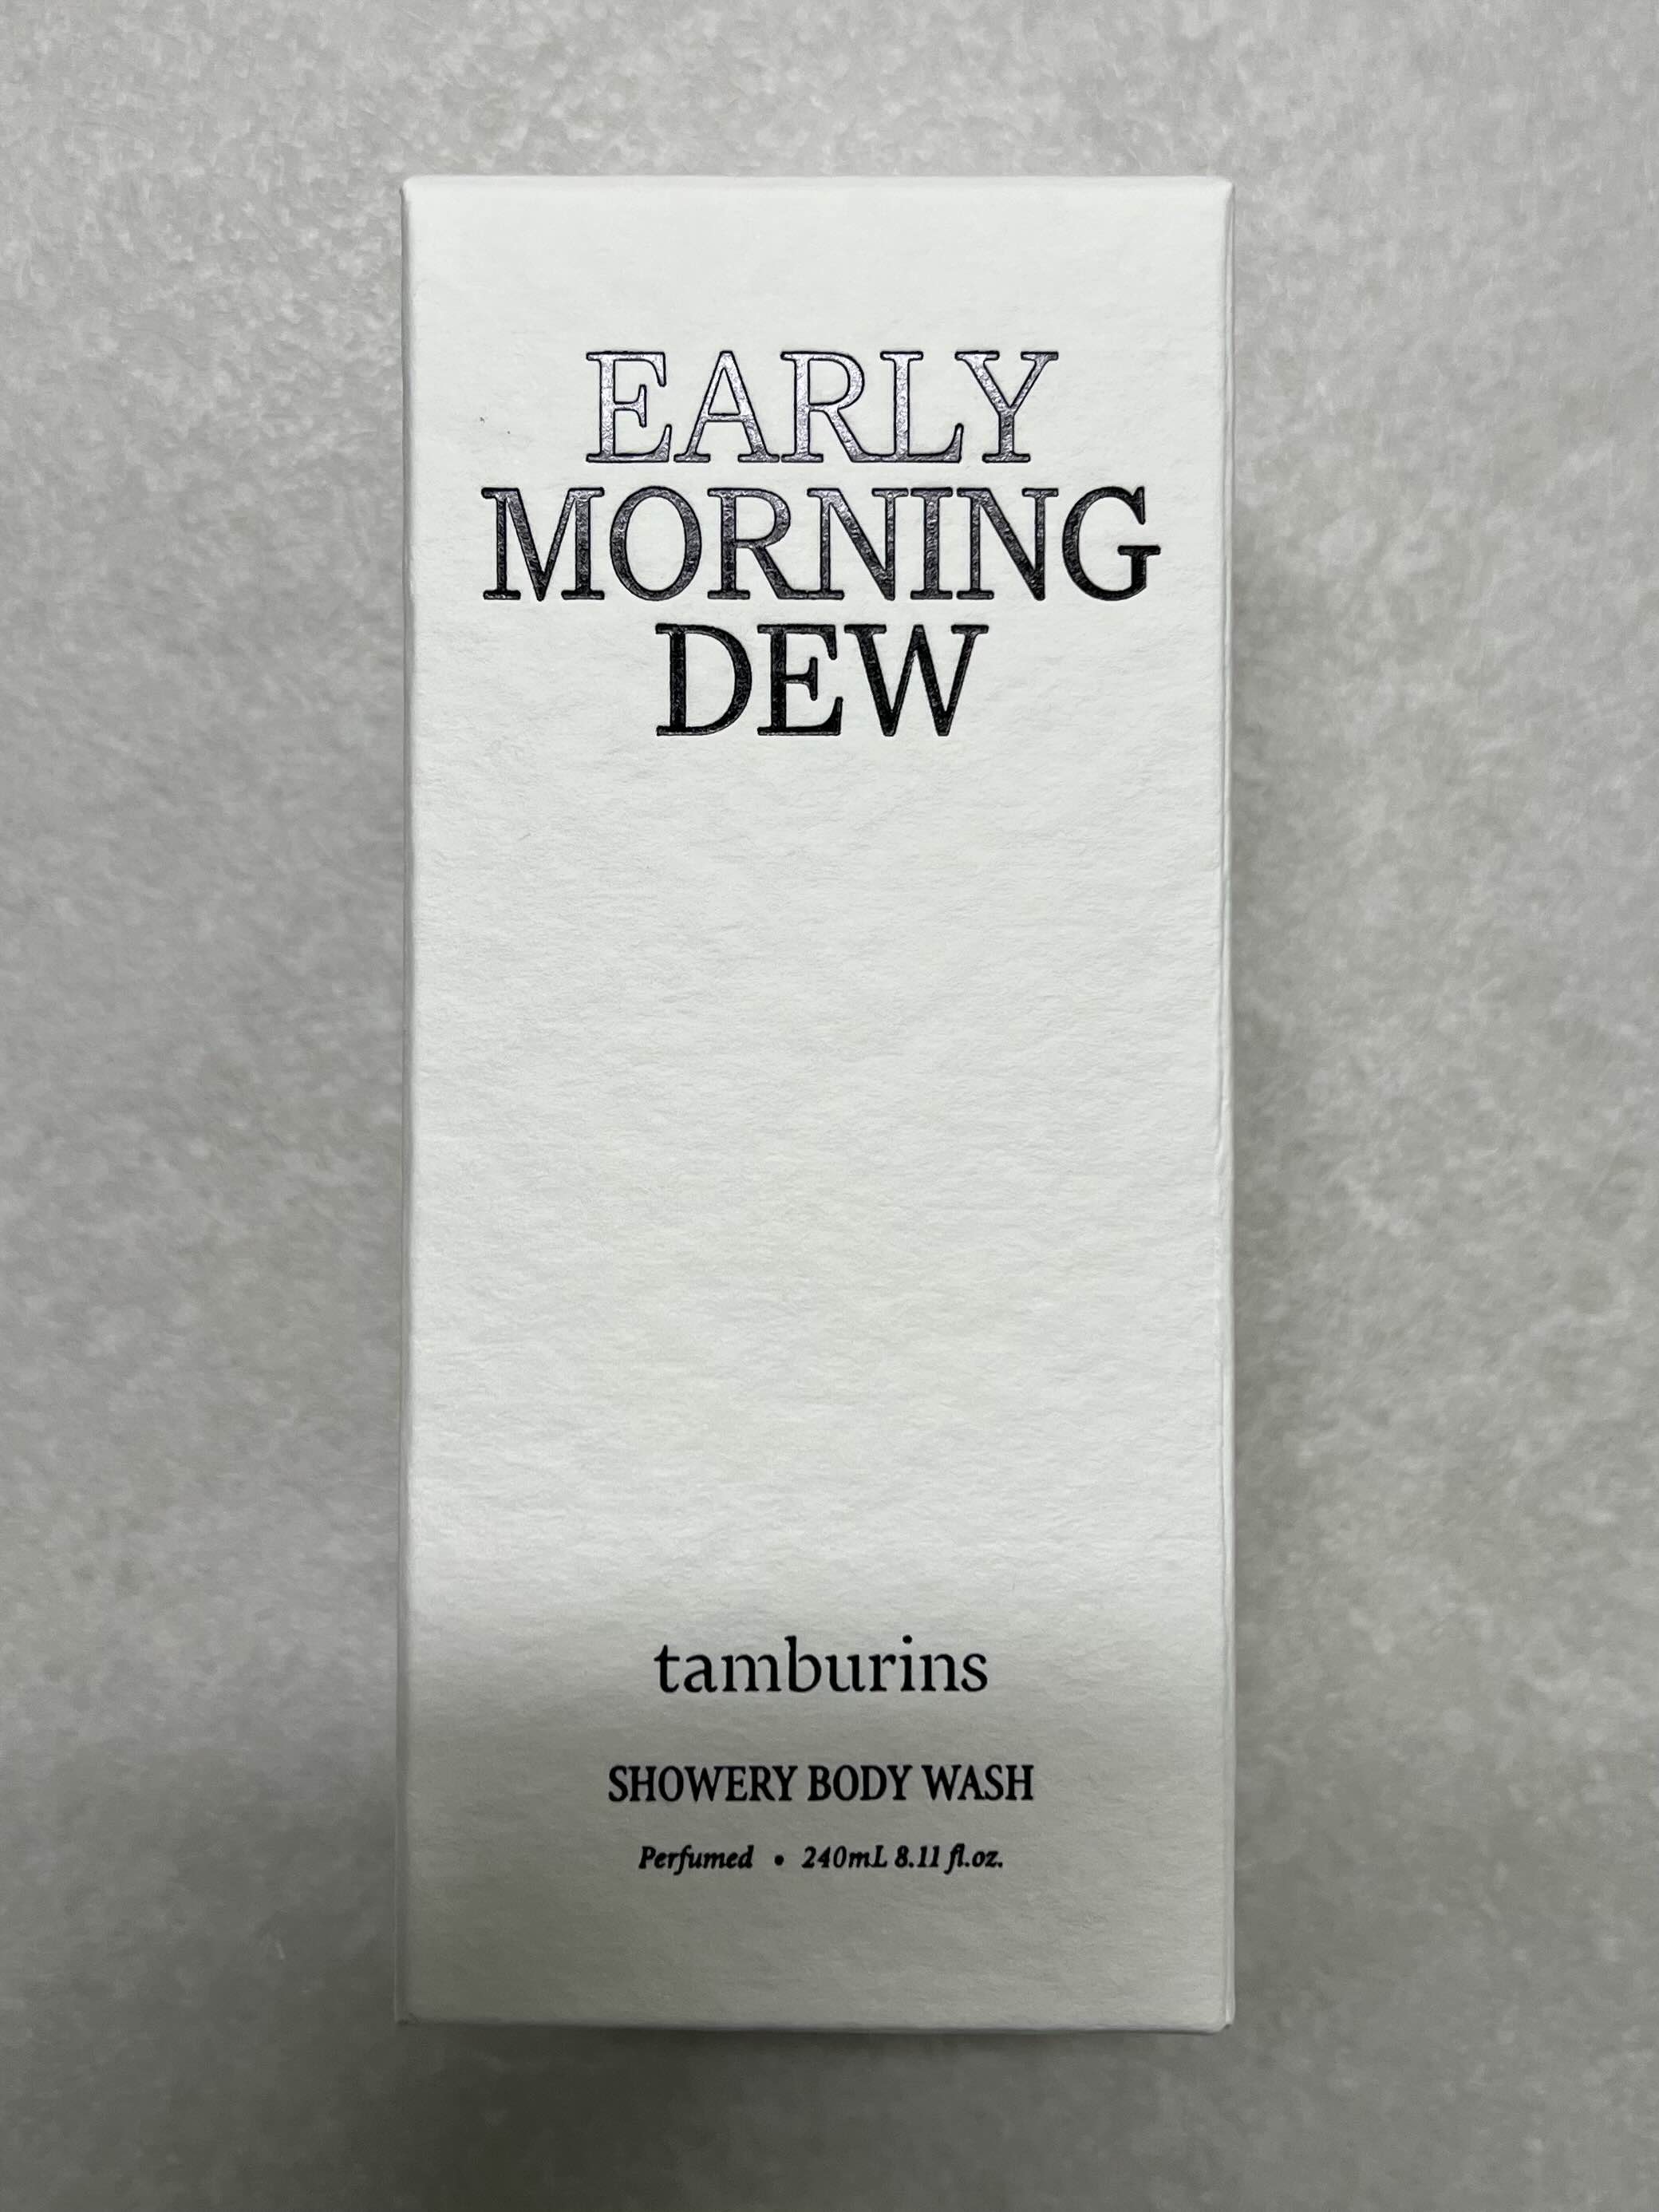 EARLY
MORNING
DEW
tamburins
SHOWERY BODY WASH
Perfumed • 240mL 8.11 fl.oz.